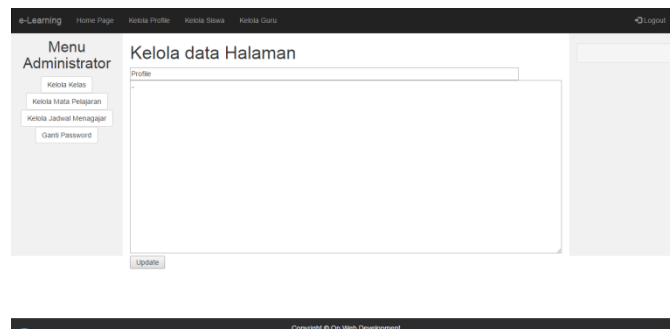 e-Learning Home Page Kelola Profile Kelola Siswa Kelola Guru Logout
Menu
Administrator
Kelola Kelas
Kelola Mata Pelajaran
Kelola Jadwal Menagajar
Ganti Password
Kelola data Halaman
Profile
..
Update
Copyright © On Web Development